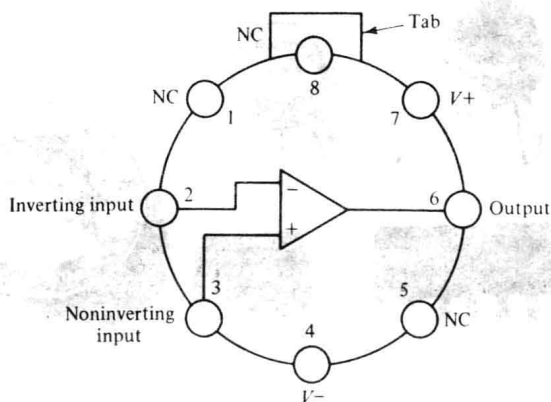 NC
Tab
8
NC
1
7
V+
Inverting input
2
−
6
Output
+
3
5
Noninverting
input
4
NC
V−